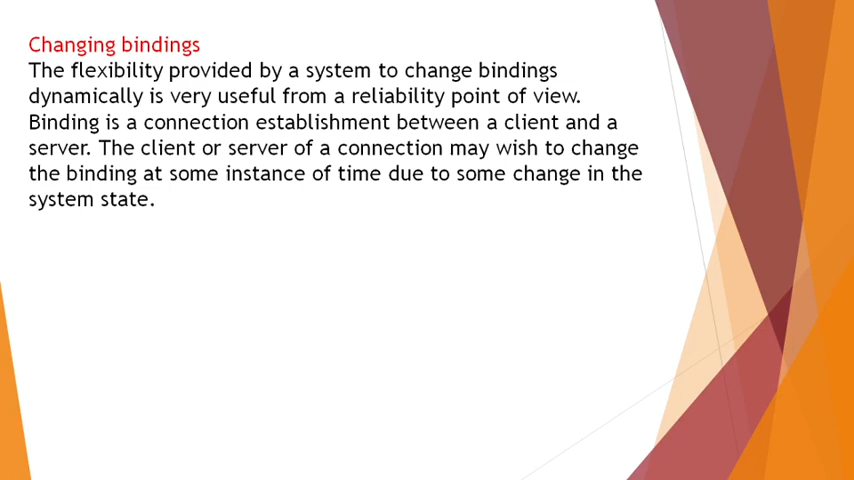 Changing bindings
The flexibility provided by a system to change bindings
dynamically is very useful from a reliability point of view.
Binding is a connection establishment between a client and a
server. The client or server of a connection may wish to change
the binding at some instance of time due to some change in the
system state.